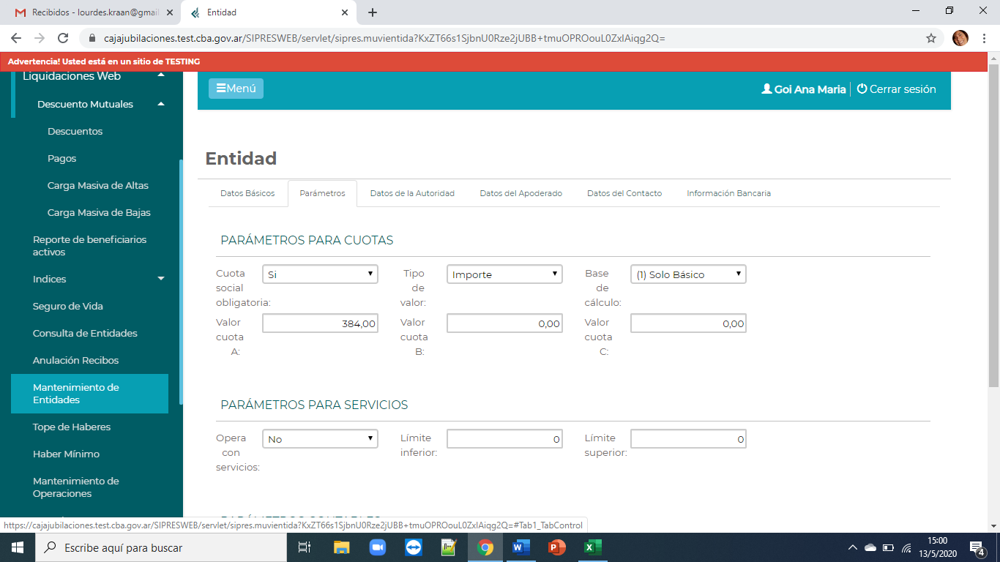 Recibidos - lourdes.kraan@gmail
Entidad
cajajubilaciones.test.cba.gov.ar/SIPRESWEB/servlet/sipres.muvientida?KxZT66s1SjbnU0Rze2jUBB+tmuOPROouL0ZxIAiqg2Q=
Advertencia! Usted está en un sitio de TESTING
Liquidaciones Web
Descuento Mutuales
Descuentos
Pagos
Carga Masiva de Altas
Carga Masiva de Bajas
Reporte de beneficiarios
activos
Indices
Seguro de Vida
Consulta de Entidades
Anulación Recibos
Mantenimiento de
Entidades
Tope de Haberes
Haber Mínimo
Mantenimiento de
Operaciones
Menú
Goi Ana Maria
Cerrar sesión
Entidad
Datos Básicos
Parámetros
Datos de la Autoridad
Datos del Apoderado
Datos del Contacto
Información Bancaria
PARÁMETROS PARA CUOTAS
Cuota
social
obligatoria:
Si
Tipo
de
valor:
Importe
Base
de
cálculo:
(1) Solo Básico
Valor
cuota
A:
384,00
Valor
cuota
B:
0,00
Valor
cuota
C:
0,00
PARÁMETROS PARA SERVICIOS
Opera
con
servicios:
No
Límite
inferior:
0
Límite
superior:
0
https://cajajubilaciones.test.cba.gov.ar/SIPRESWEB/servlet/sipres.muvientida?KxZT66s1SjbnU0Rze2jUBB+tmuOPROouL0ZxIAiqg2Q=#Tab1_TabControl
Escribe aquí para buscar
15:00
13/5/2020
4